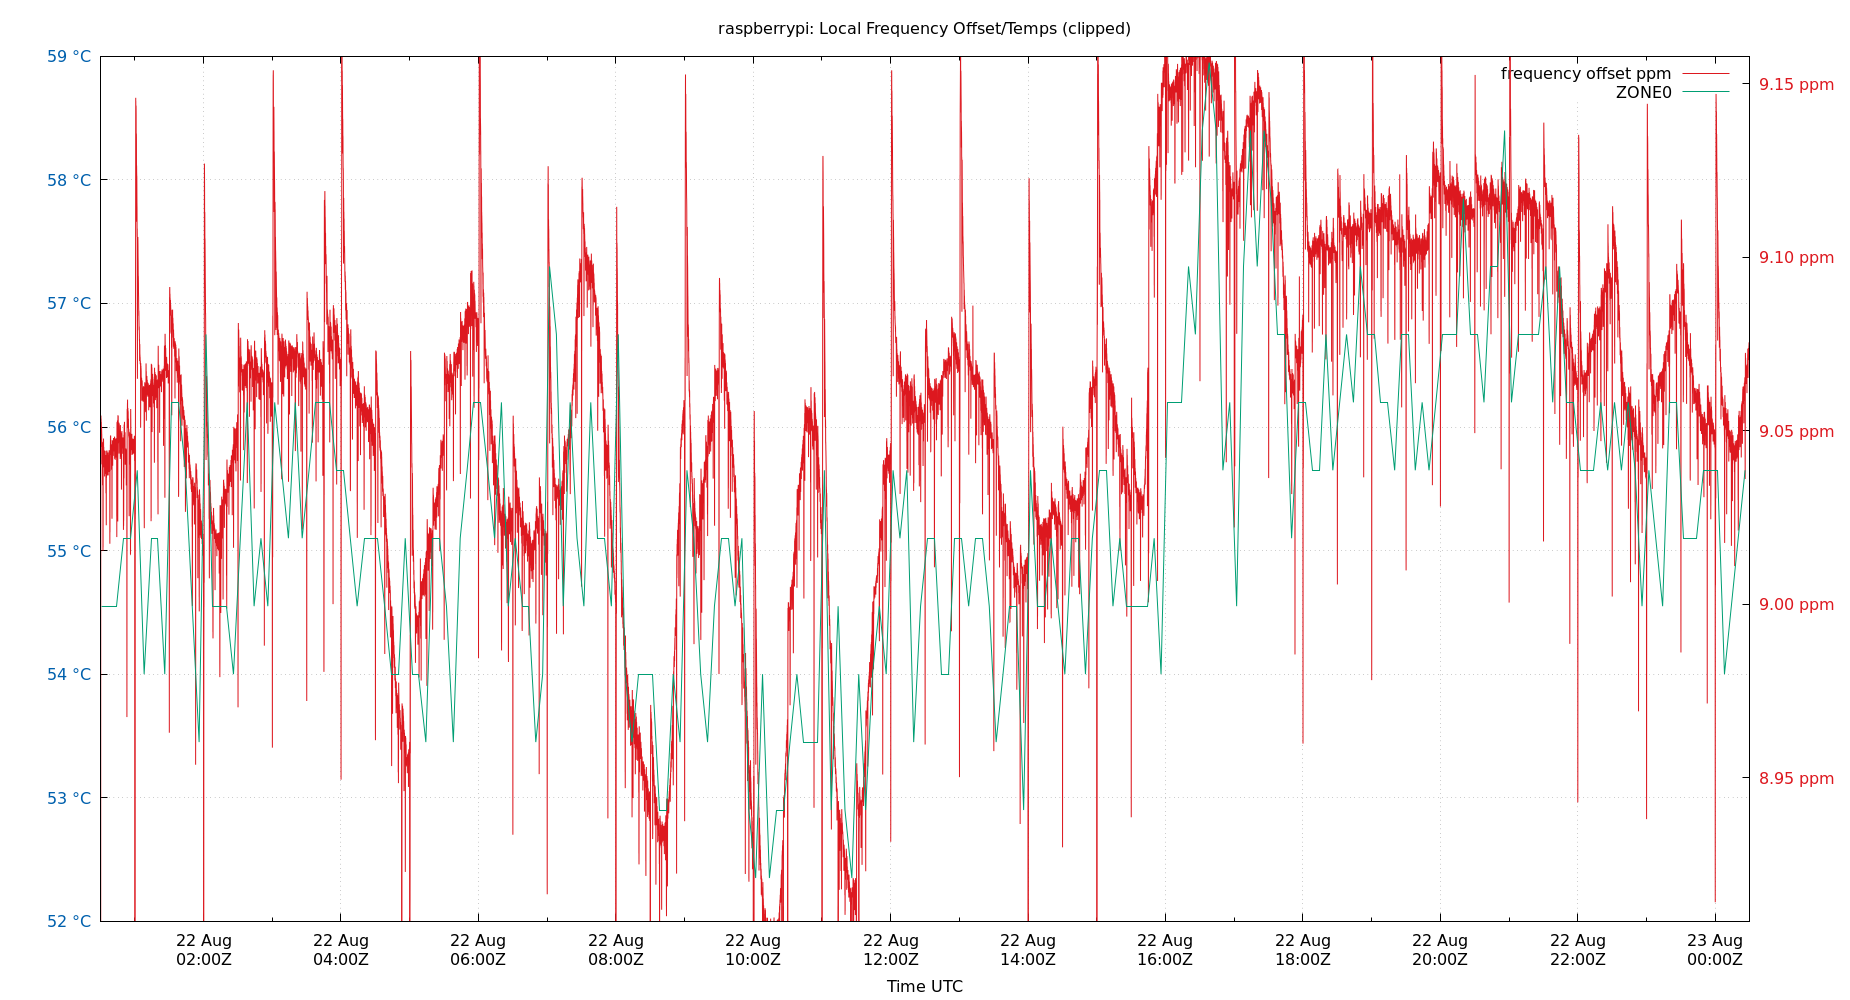 raspberrypi: Local Frequency Offset/Temps (clipped)
59 °C
58 °C
57 °C
56 °C
55 °C
54 °C
53 °C
52 °C
frequency offset ppm
ZONE0
9.15 ppm
9.10 ppm
9.05 ppm
9.00 ppm
8.95 ppm
22 Aug 22 Aug 22 Aug 22 Aug 22 Aug 22 Aug 22 Aug 22 Aug 22 Aug 22 Aug 22 Aug 23 Aug
02:00Z 04:00Z 06:00Z 08:00Z 10:00Z 12:00Z 14:00Z 16:00Z 18:00Z 20:00Z 22:00Z 00:00Z
Time UTC